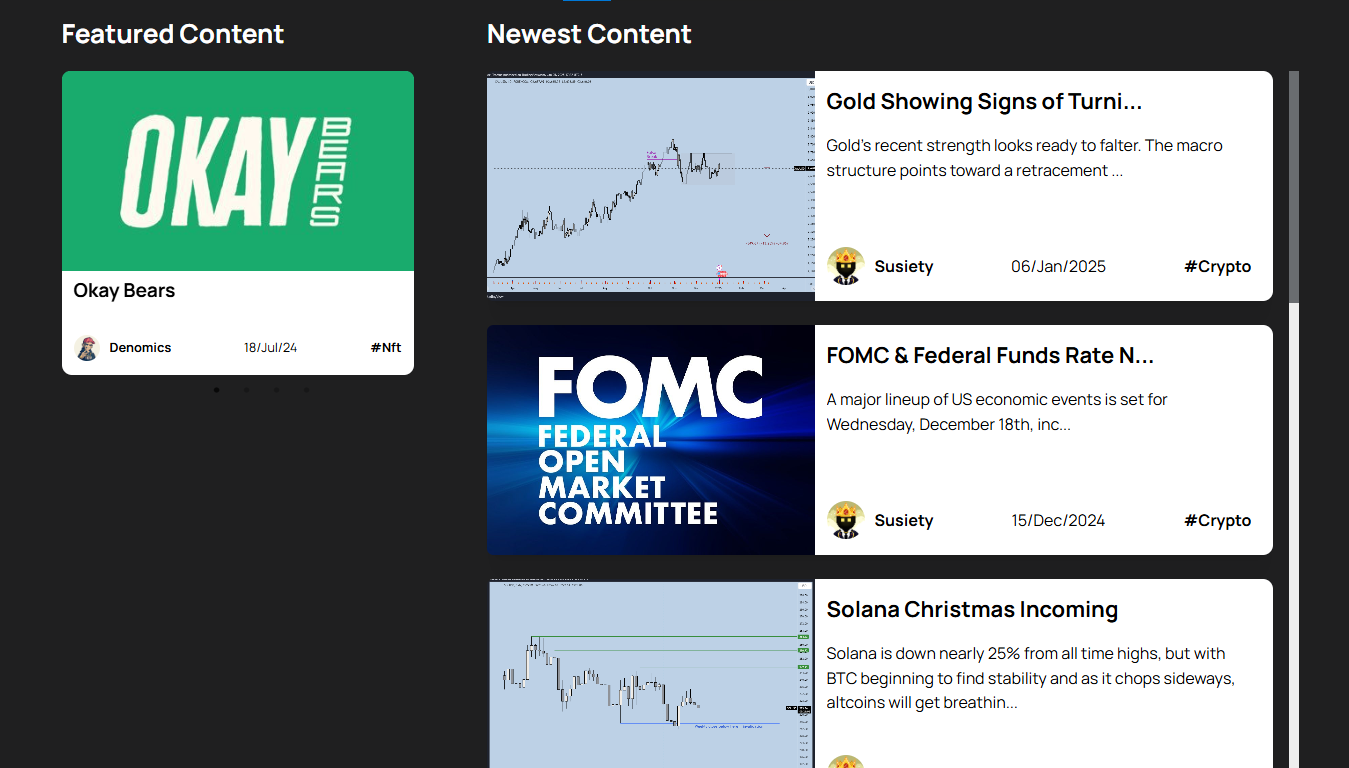 Featured Content
OKAY
BEARS
Okay Bears
Denomics
18/Jul/24
#Nft
Newest Content
Gold Showing Signs of Turni...
Gold's recent strength looks ready to falter. The macro
structure points toward a retracement ...
Susiety
06/Jan/2025
#Crypto
FOMC
FEDERAL
OPEN
MARKET
COMMITTEE
FOMC & Federal Funds Rate N...
A major lineup of US economic events is set for
Wednesday, December 18th, inc...
Susiety
15/Dec/2024
#Crypto
Solana Christmas Incoming
Solana is down nearly 25% from all time highs, but with
BTC beginning to find stability and as it chops sideways,
altcoins will get breathin...